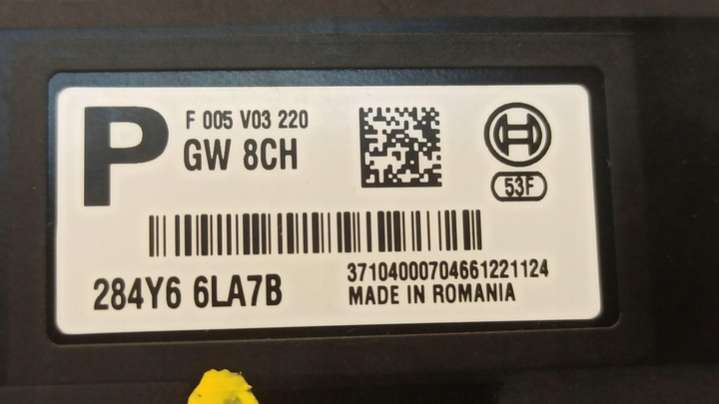 P
F 005 V03 220
GW 8CH
53F
284Y6 6LA7B
37104000704661221124
MADE IN ROMANIA